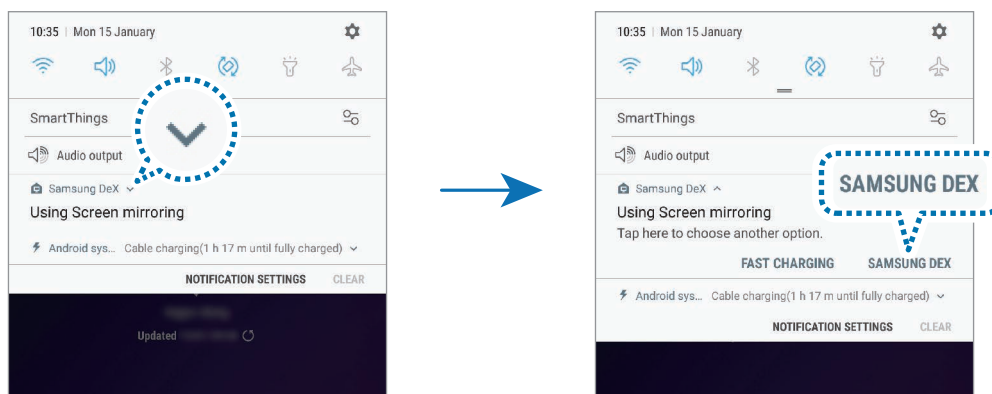 10:35 | Mon 15 January
SmartThings
Audio output
Samsung DeX
Using Screen mirroring
Android sys... Cable charging(1 h 17 m until fully charged)
NOTIFICATION SETTINGS CLEAR
Updated
10:35 | Mon 15 January
SmartThings
Audio output
SAMSUNG DEX
Samsung DeX
Using Screen mirroring
Tap here to choose another option.
FAST CHARGING SAMSUNG DEX
Android sys... Cable charging(1 h 17 m until fully charged)
NOTIFICATION SETTINGS CLEAR